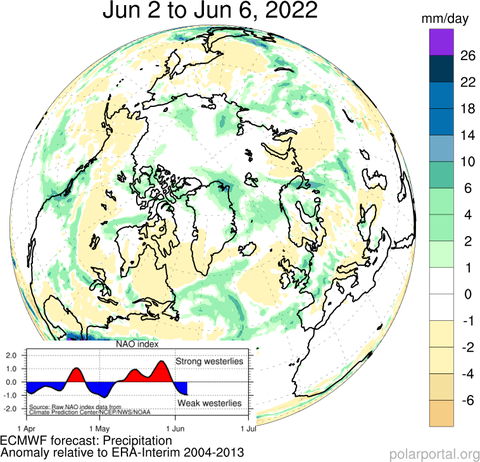 Jun 2 to Jun 6, 2022
mm/day
26
22
18
14
10
6
4
2
1
0
-1
-2
-4
-6
NAO index
2.0
1.0
0.0
-1.0
-2.0
Strong westerlies
Weak westerlies
Source: Raw NAO index data from
Climate Prediction Center/NCEP/NWS/NOAA
1 Apr 1 May 1 Jun 1 Jul
ECMWF forecast: Precipitation
Anomaly relative to ERA-Interim 2004-2013
polarportal.org